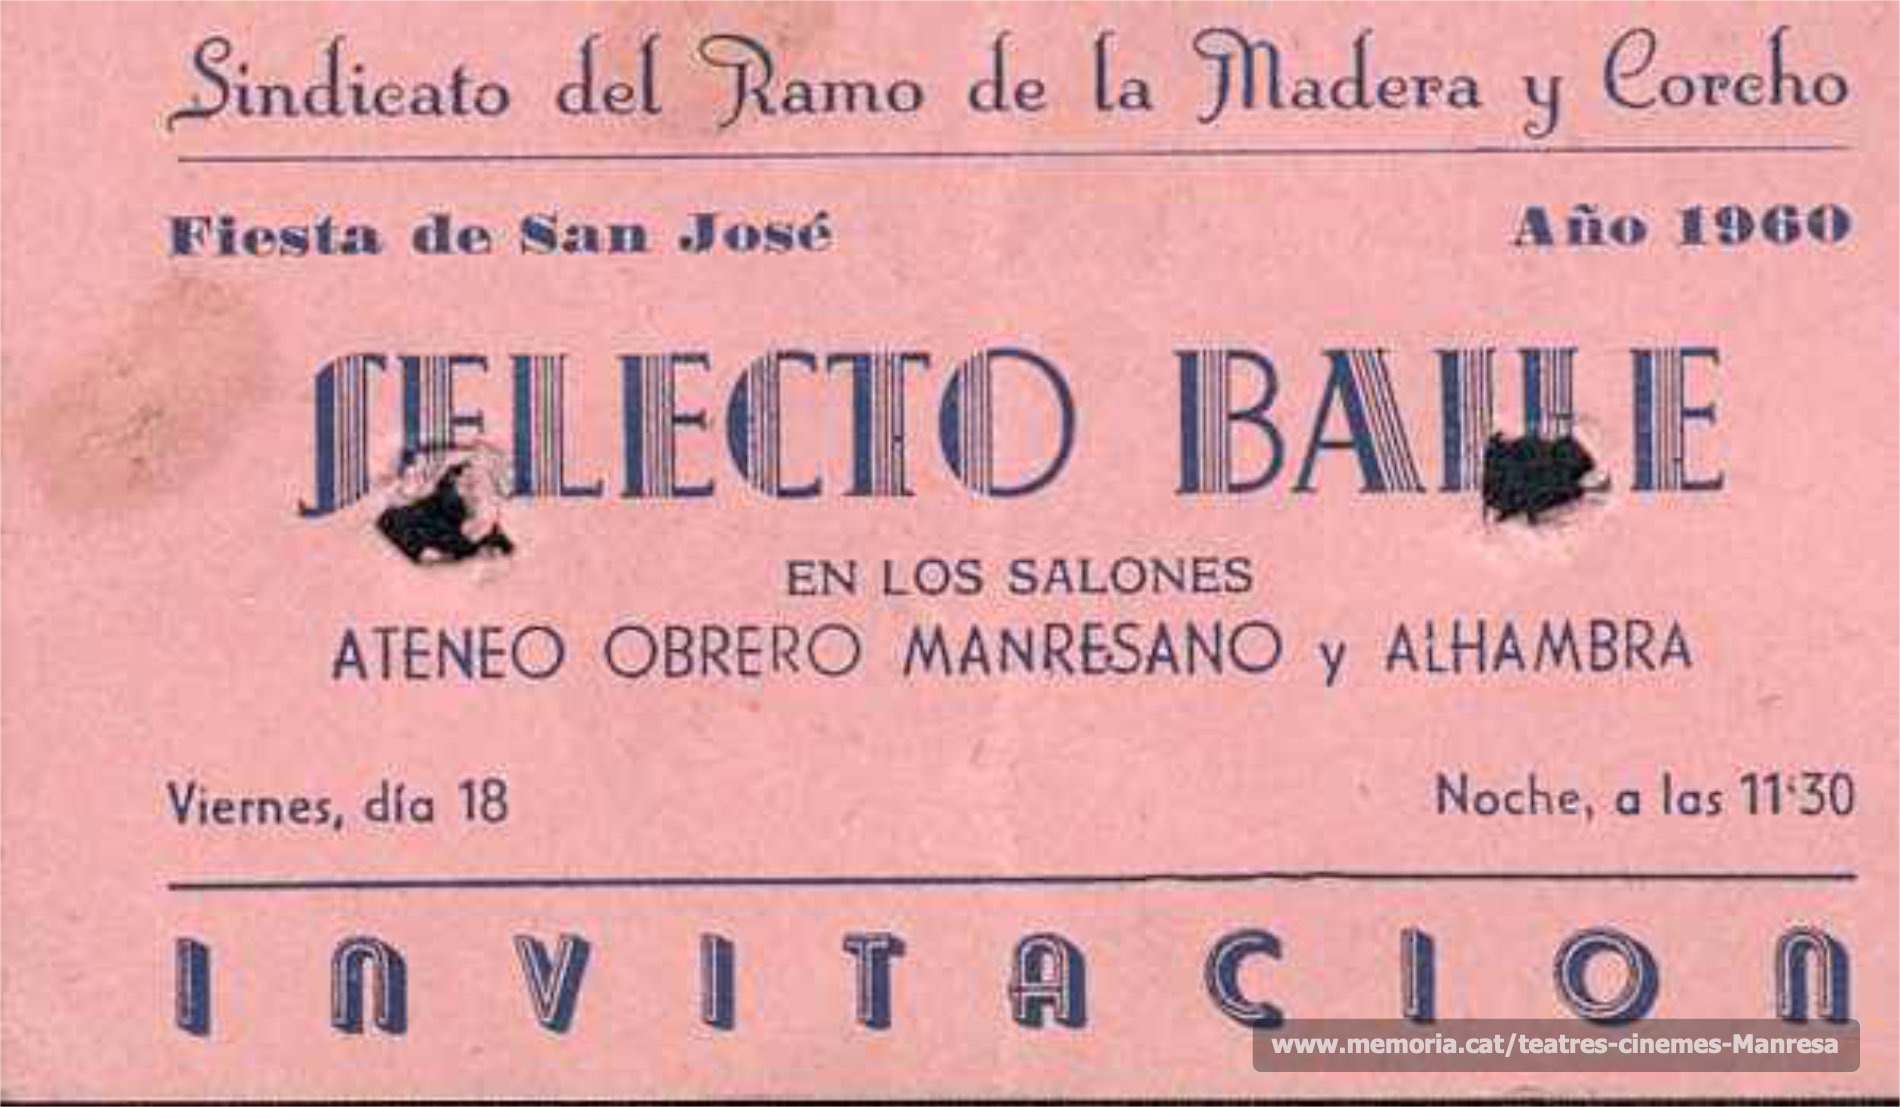 Sindicato del Ramo de la Madera y Corcho
Fiesta de San José Año 1960
SELECTO BAILE
EN LOS SALONES
ATENEO OBRERO MANRESANO y ALHAMBRA
Viernes, día 18 Noche, a las 11'30
INVITACION
www.memoria.cat/teatres-cinemes-Manresa